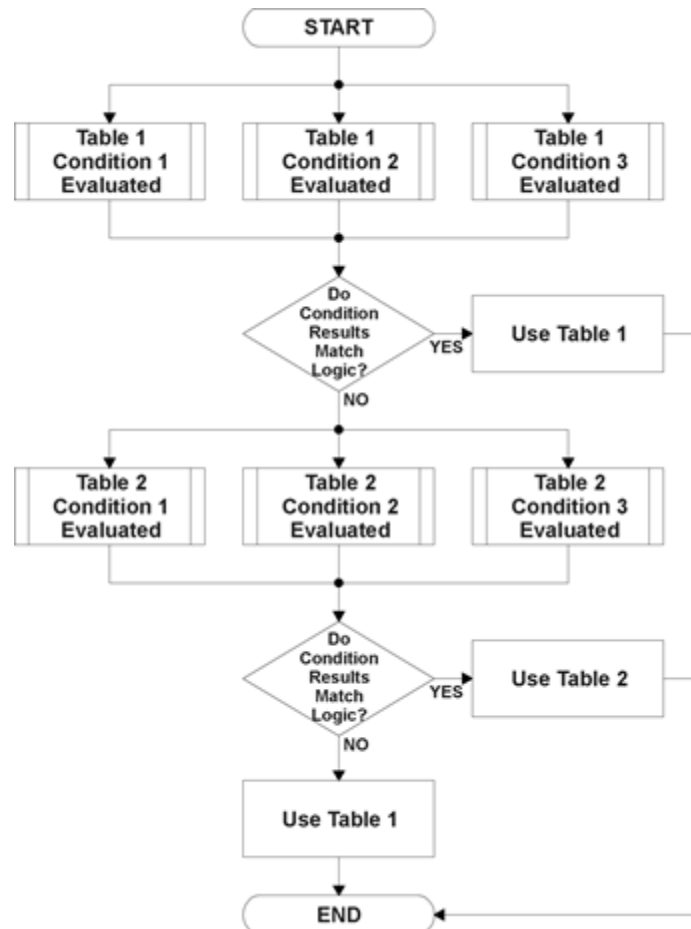 START
Table 1
Condition 1
Evaluated
Table 1
Condition 2
Evaluated
Table 1
Condition 3
Evaluated
Do
Condition
Results
Match
Logic?
YES
Use Table 1
NO
Table 2
Condition 1
Evaluated
Table 2
Condition 2
Evaluated
Table 2
Condition 3
Evaluated
Do
Condition
Results
Match
Logic?
YES
Use Table 2
NO
Use Table 1
END